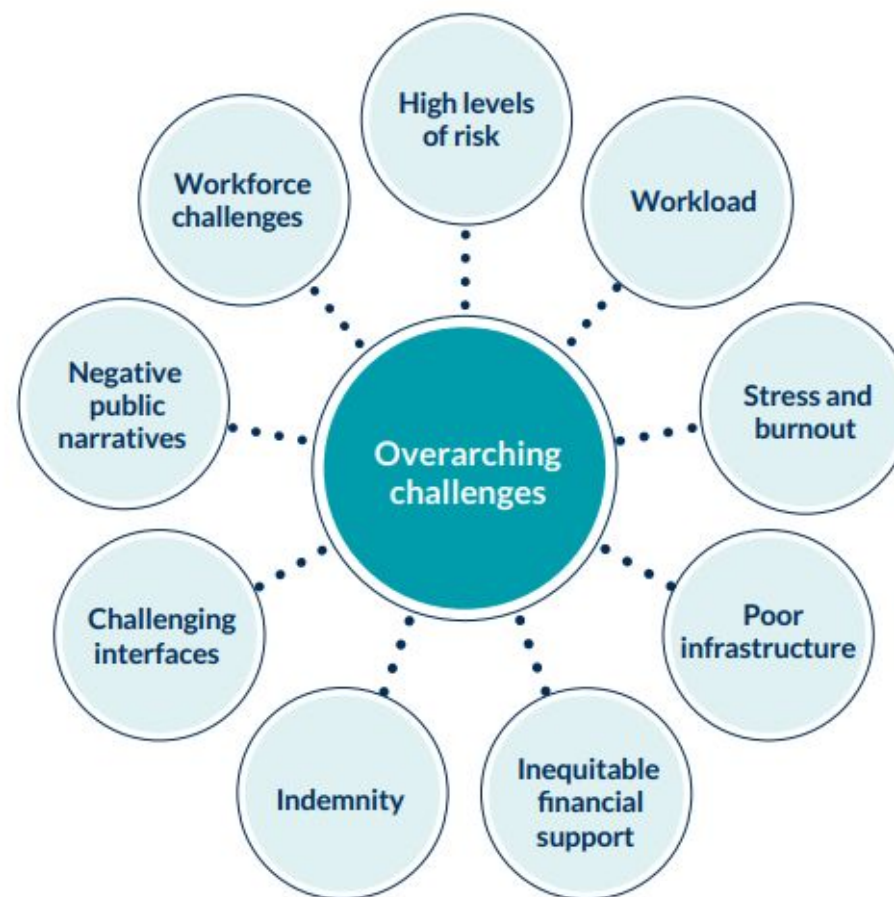 High levels
of risk
Workload
Stress and
burnout
Poor
infrastructure
Inequitable
financial
support
Indemnity
Challenging
interfaces
Negative
public
narratives
Workforce
challenges
Overarching
challenges